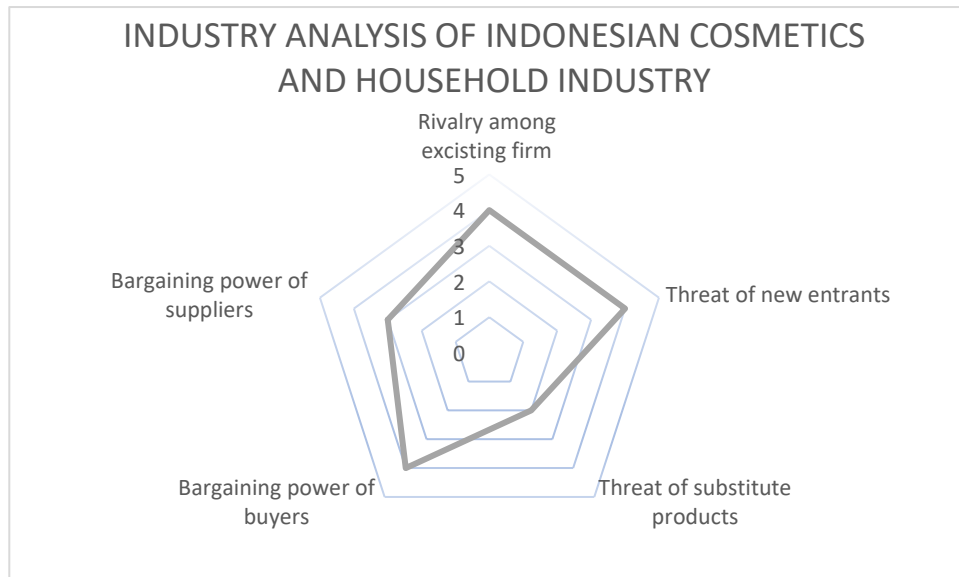 INDUSTRY ANALYSIS OF INDONESIAN COSMETICS
AND HOUSEHOLD INDUSTRY
Rivalry among
excisting firm
5
4
3
2
1
0
Threat of new entrants
Threat of substitute
products
Bargaining power of
buyers
Bargaining power of
suppliers